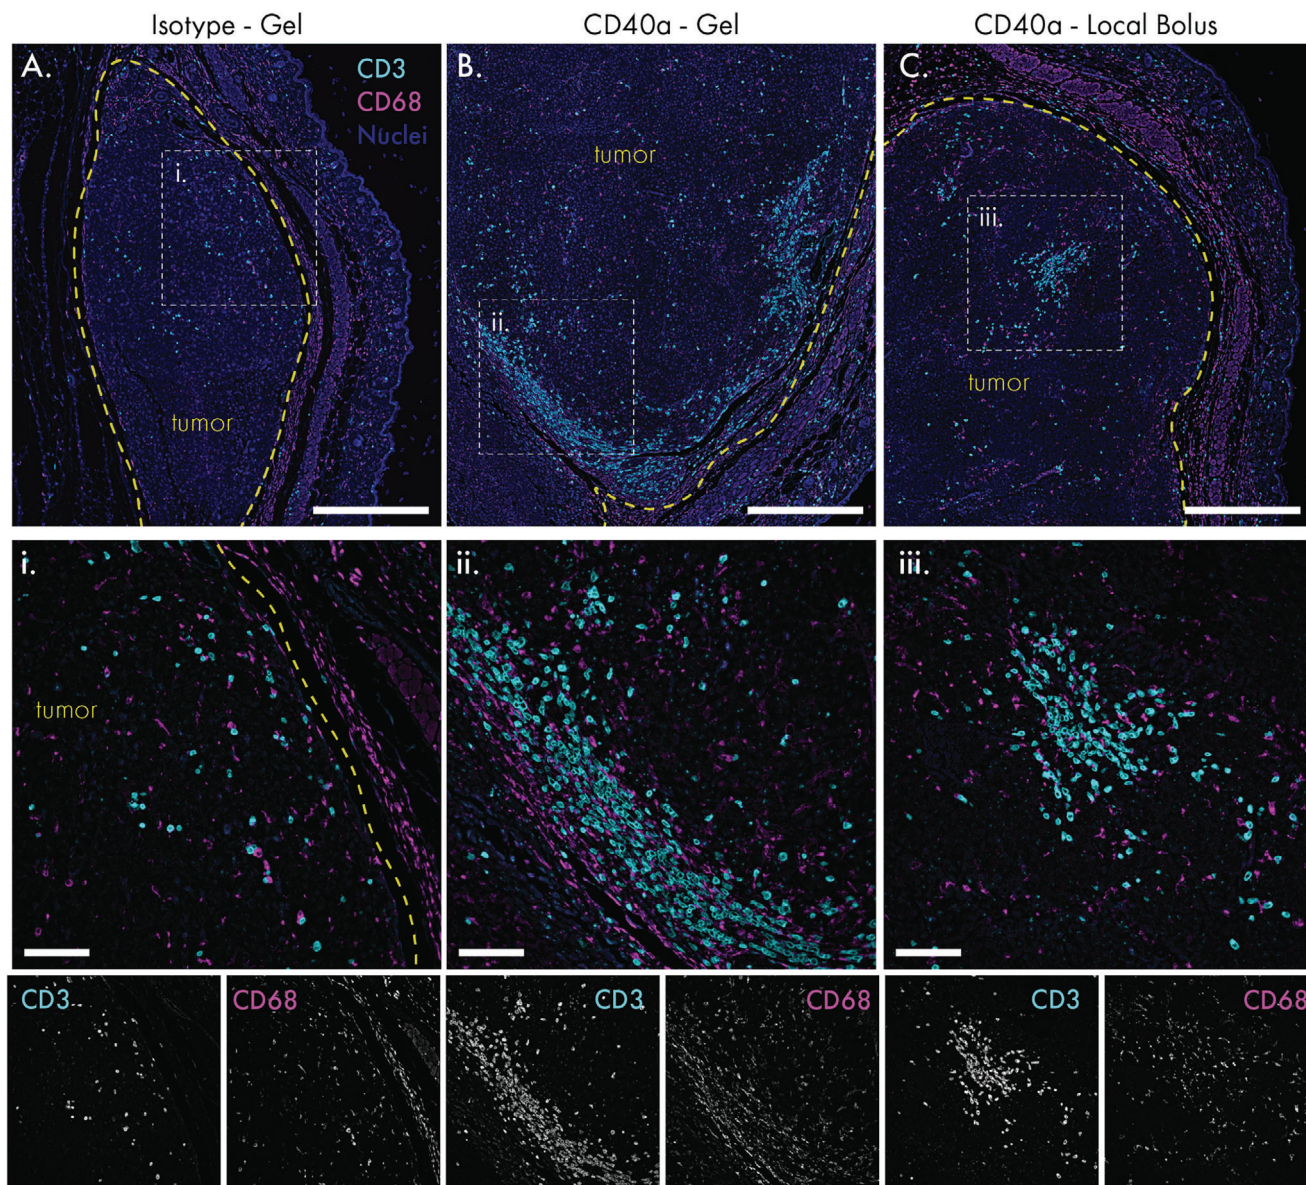 Isotype - Gel
CD40a - Gel
CD40a - Local Bolus
A.
CD3
CD68
Nuclei
i.
tumor
B.
tumor
ii.
C.
iii.
tumor
i.
tumor
ii.
iii.
CD3
CD68
CD3
CD68
CD3
CD68